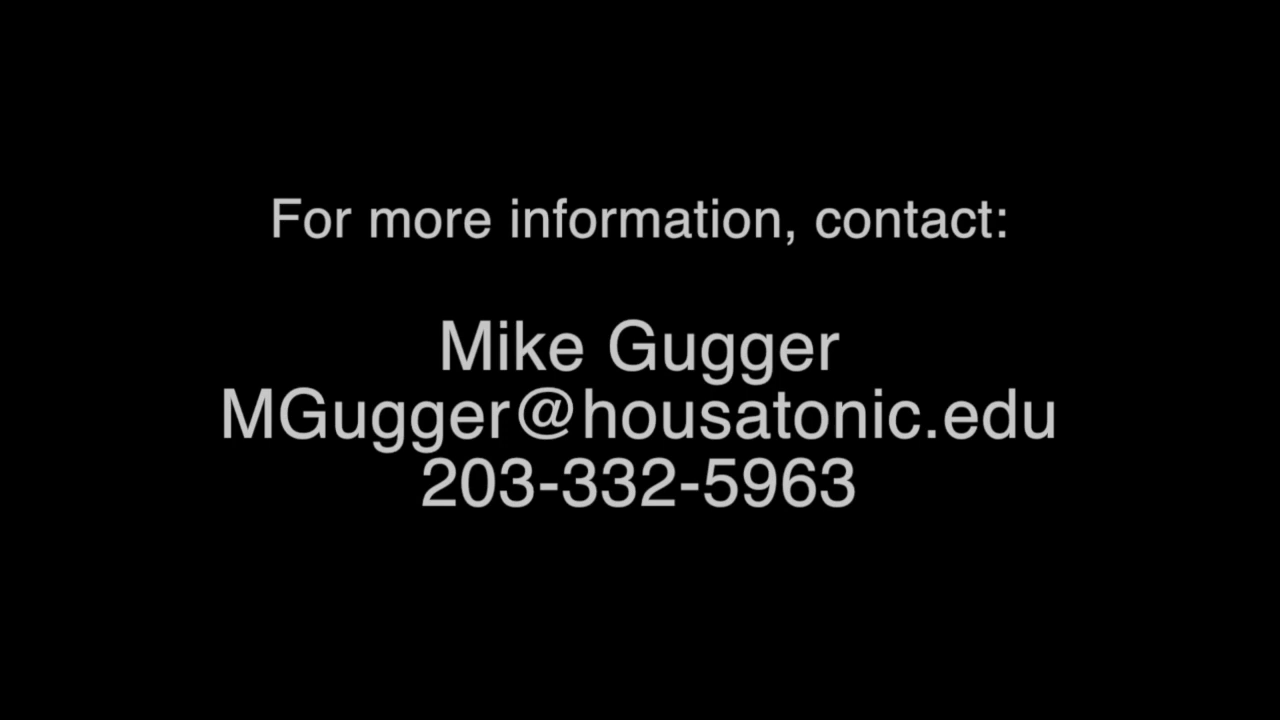 For more information, contact:
Mike Gugger
MGugger@housatonic.edu
203-332-5963